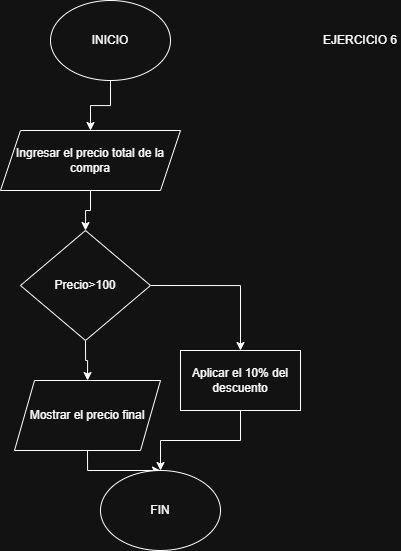 INICIO
EJERCICIO 6
Ingresar el precio total de la
compra
Precio>100
Aplicar el 10% del
descuento
Mostrar el precio final
FIN